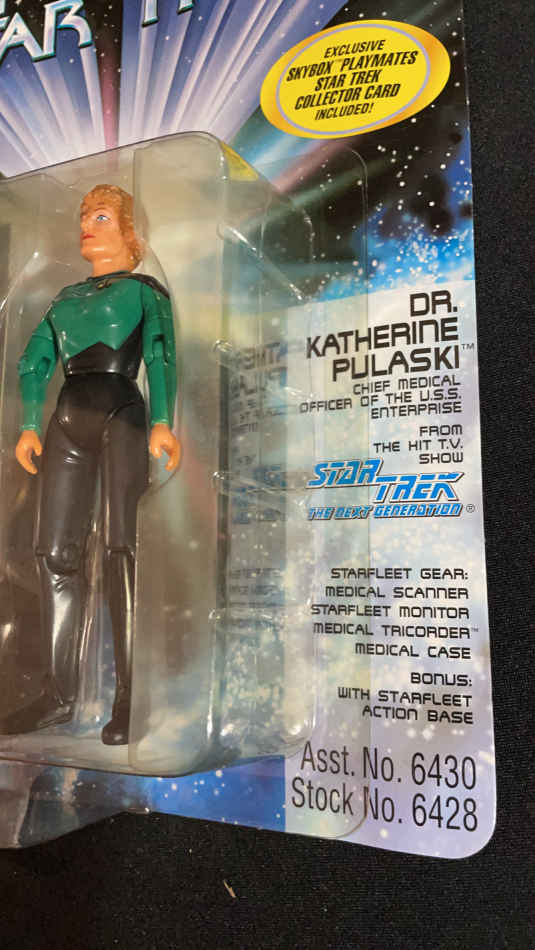 EXCLUSIVE
SKYBOX™ PLAYMATES
STAR TREK
COLLECTOR CARD
INCLUDED!
DR.
KATHERINE
PULASKI™
CHIEF MEDICAL
OFFICER OF THE U.S.S.
ENTERPRISE
FROM
THE HIT T.V.
SHOW
STAR
TREK
THE NEXT GENERATION®
STARFLEET GEAR:
MEDICAL SCANNER
STARFLEET MONITOR
MEDICAL TRICORDER™
MEDICAL CASE
BONUS:
WITH STARFLEET
ACTION BASE
Asst. No. 6430
Stock No. 6428